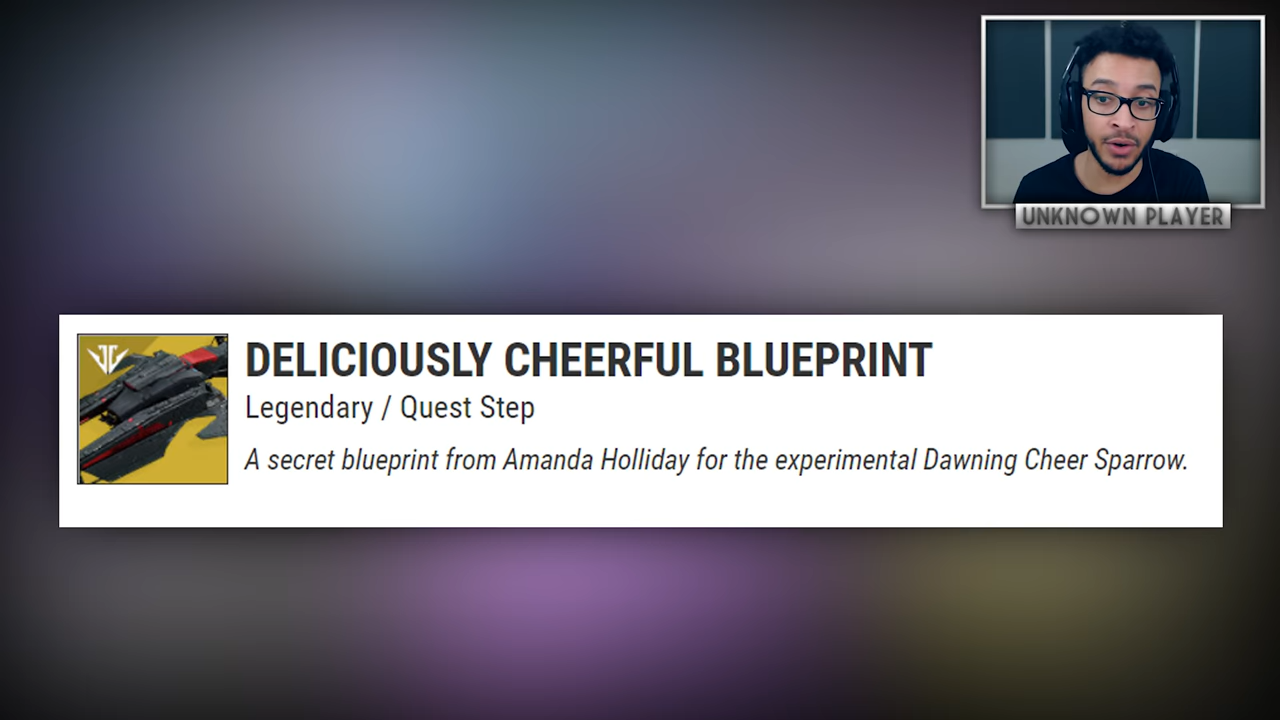 UNKNOWN PLAYER
DELICIOUSLY CHEERFUL BLUEPRINT
Legendary / Quest Step
A secret blueprint from Amanda Holliday for the experimental Dawning Cheer Sparrow.